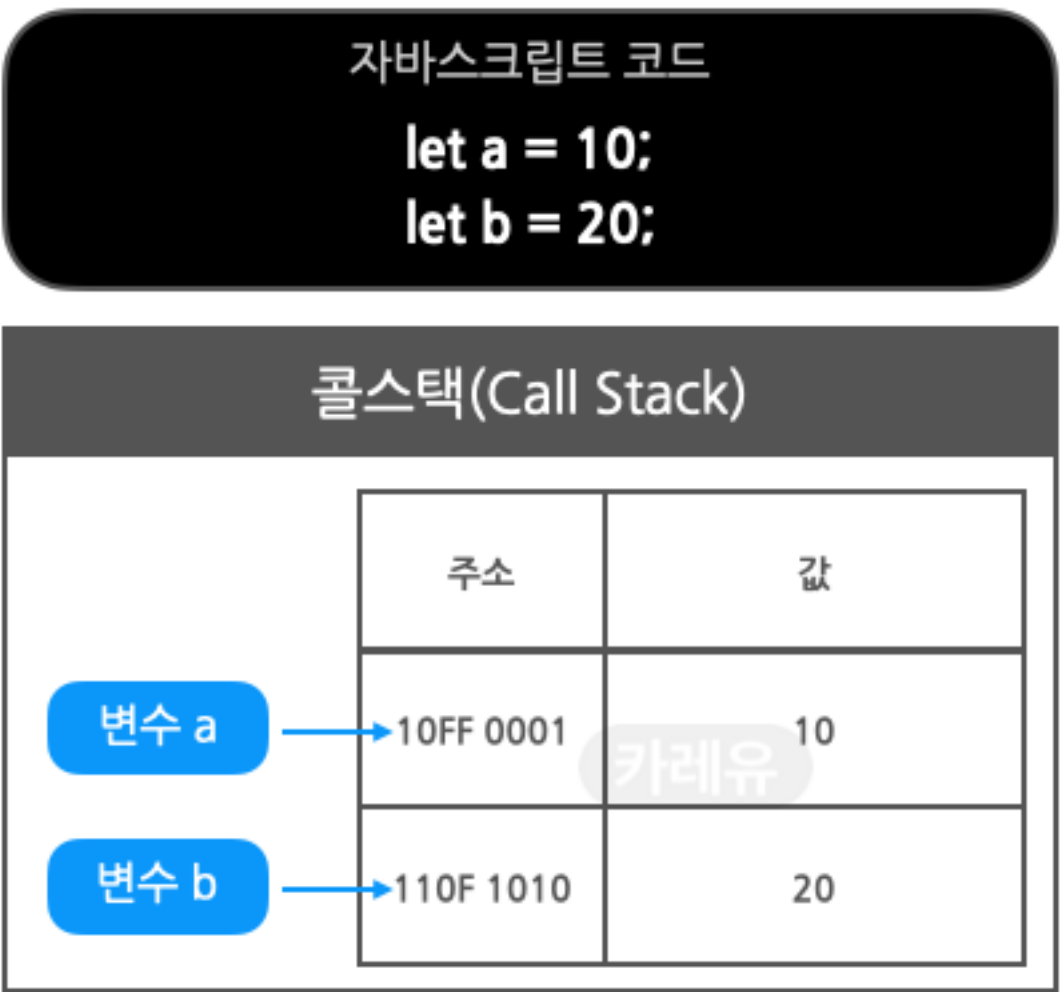 자바스크립트 코드
let a = 10;
let b = 20;
콜스택(Call Stack)
주소 값
변수 a 10FF 0001 10
카레유
변수 b 110F 1010 20